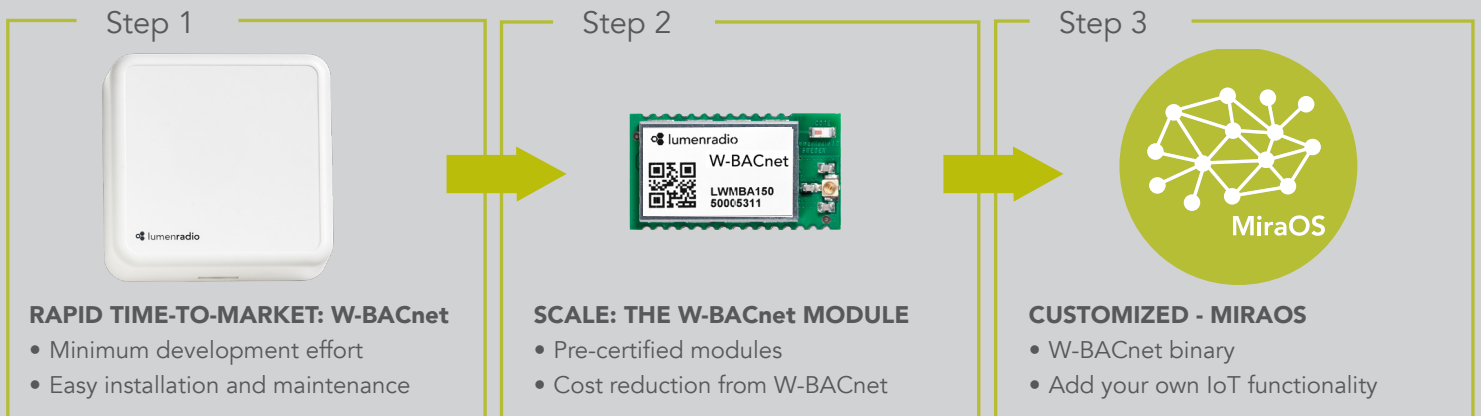 Step 1
lumenradio
RAPID TIME-TO-MARKET: W-BACnet
• Minimum development effort
• Easy installation and maintenance
Step 2
lumenradio
W-BACnet
LWMBA150
50005311
SCALE: THE W-BACnet MODULE
• Pre-certified modules
• Cost reduction from W-BACnet
Step 3
MiraOS
CUSTOMIZED - MIRAOS
• W-BACnet binary
• Add your own IoT functionality